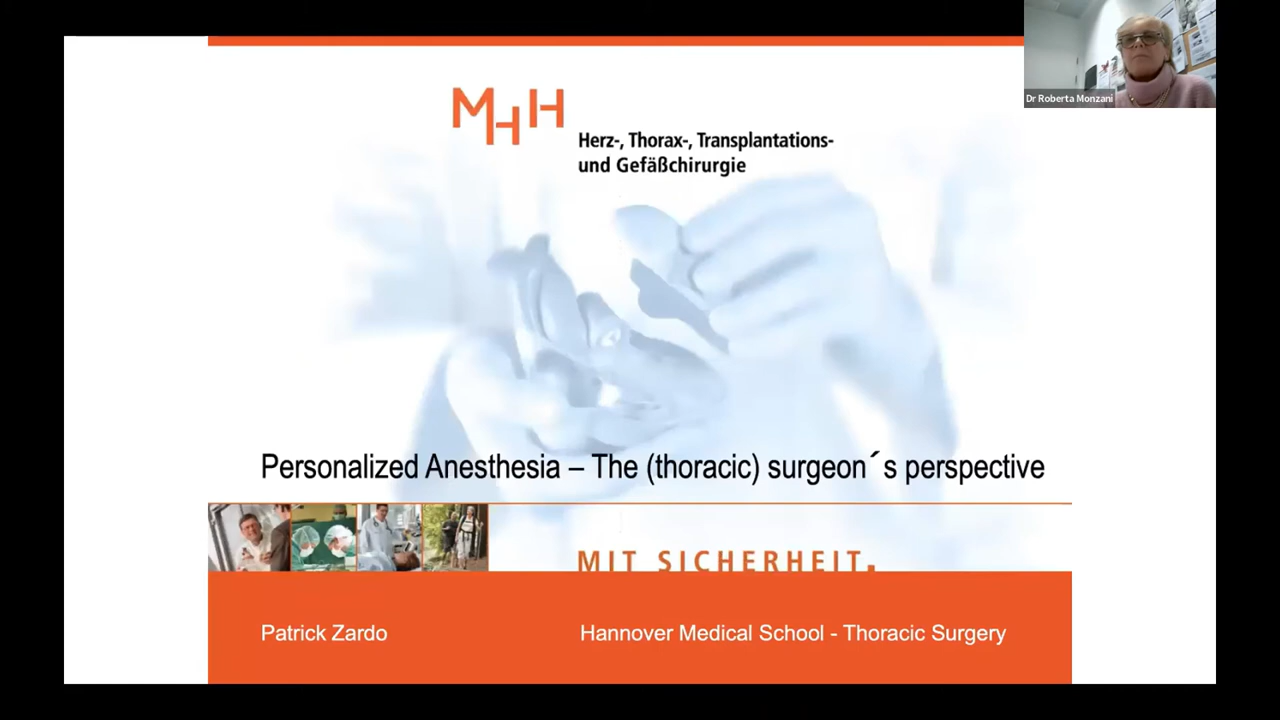 Dr Roberta Monzani
MHH
Herz-, Thorax-, Transplantations-
und Gefäßchirurgie
Personalized Anesthesia – The (thoracic) surgeon´s perspective
MIT SICHERHEIT.
Patrick Zardo
Hannover Medical School - Thoracic Surgery